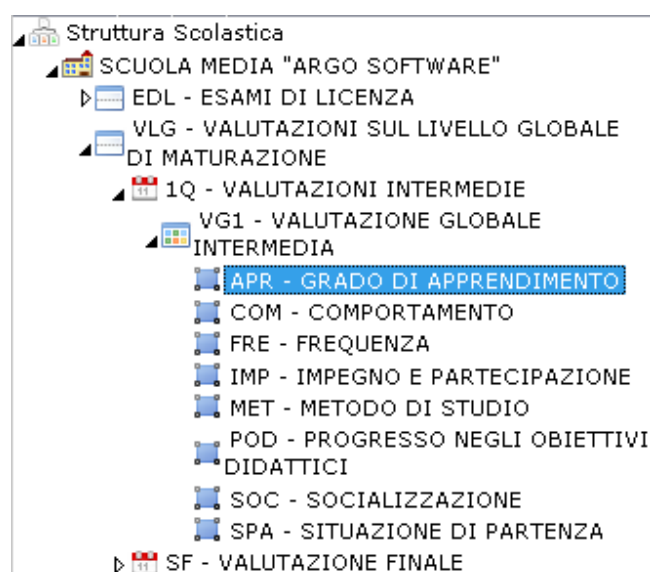 Struttura Scolastica
SCUOLA MEDIA "ARGO SOFTWARE"
EDL - ESAMI DI LICENZA
VLG - VALUTAZIONI SUL LIVELLO GLOBALE
DI MATURAZIONE
1Q - VALUTAZIONI INTERMEDIE
VG1 - VALUTAZIONE GLOBALE
INTERMEDIA
APR - GRADO DI APPRENDIMENTO
COM - COMPORTAMENTO
FRE - FREQUENZA
IMP - IMPEGNO E PARTECIPAZIONE
MET - METODO DI STUDIO
POD - PROGRESSO NEGLI OBIETTIVI
DIDATTICI
SOC - SOCIALIZZAZIONE
SPA - SITUAZIONE DI PARTENZA
SF - VALUTAZIONE FINALE